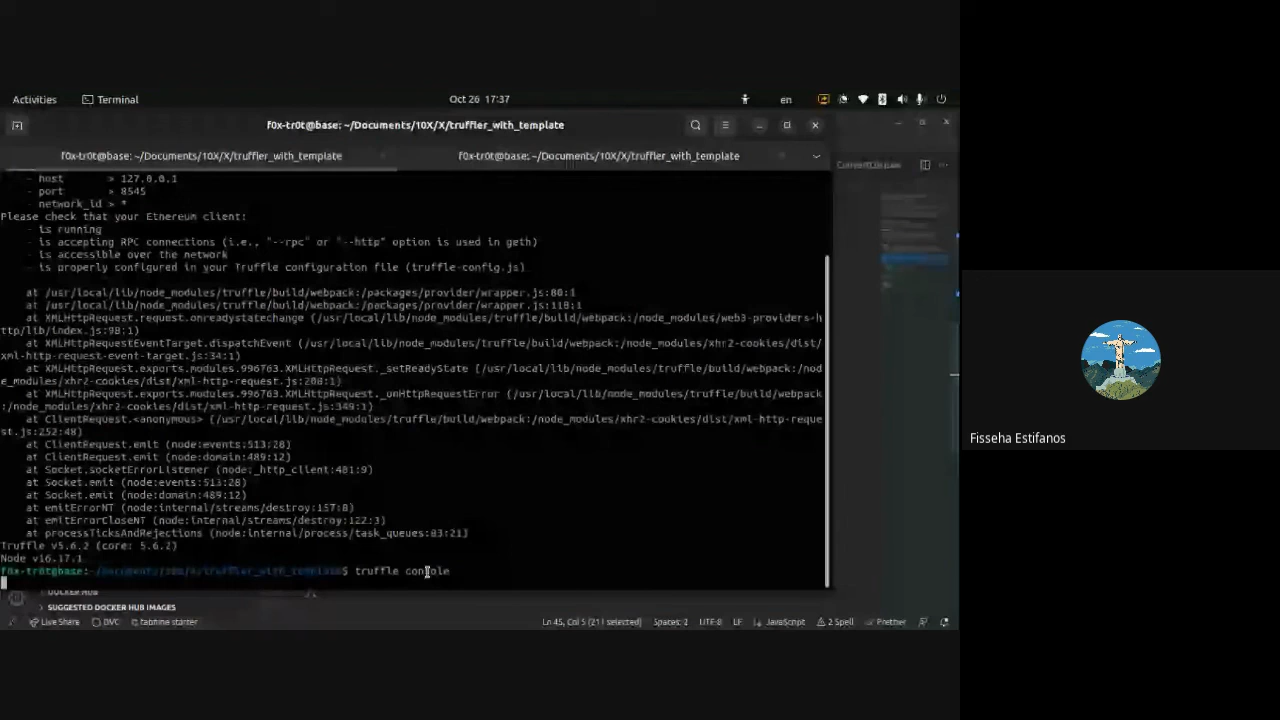 Activities
Terminal
Oct 26 17:37
en
f0x-tr0t@base: ~/Documents/10X/X/truffler_with_template
f0x-tr0t@base: ~/Documents/10X/X/truffler_with_template
f0x-tr0t@base: ~/Documents/10X/X/truffler_with_template
- host > 127.0.0.1
- port > 8545
- network_id > *
Please check that your Ethereum client:
- is running
- is accepting RPC connections (i.e., "--rpc" or "--http" option is used in geth)
- is accessible over the network
- is properly configured in your Truffle configuration file (truffle-config.js)
at /usr/local/lib/node_modules/truffle/build/webpack:/packages/provider/wrapper.js:80:1
at /usr/local/lib/node_modules/truffle/build/webpack:/packages/provider/wrapper.js:118:1
at XMLHttpRequest.request.onreadystatechange (/usr/local/lib/node_modules/truffle/build/webpack:/node_modules/web3-providers-h
ttp/lib/index.js:98:1)
at XMLHttpRequestEventTarget.dispatchEvent (/usr/local/lib/node_modules/truffle/build/webpack:/node_modules/xhr2-cookies/dist/
xml-http-request-event-target.js:34:1)
at XMLHttpRequest.exports.modules.996763.XMLHttpRequest._setReadyState (/usr/local/lib/node_modules/truffle/build/webpack:/nod
e_modules/xhr2-cookies/dist/xml-http-request.js:208:1)
at XMLHttpRequest.exports.modules.996763.XMLHttpRequest._onHttpRequestError (/usr/local/lib/node_modules/truffle/build/webpack
:/node_modules/xhr2-cookies/dist/xml-http-request.js:349:1)
at ClientRequest.<anonymous> (/usr/local/lib/node_modules/truffle/build/webpack:/node_modules/xhr2-cookies/dist/xml-http-reque
st.js:252:48)
at ClientRequest.emit (node:events:513:28)
at ClientRequest.emit (node:domain:489:12)
at Socket.socketErrorListener (node:_http_client:481:9)
at Socket.emit (node:events:513:28)
at Socket.emit (node:domain:489:12)
at emitErrorNT (node:internal/streams/destroy:157:8)
at emitErrorCloseNT (node:internal/streams/destroy:122:3)
at processTicksAndRejections (node:internal/process/task_queues:83:21)
Truffle v5.6.2 (core: 5.6.2)
Node v16.17.1
f0x-tr0t@base:~/Documents/10X/X/truffler_with_template$ truffle console
DOCKER HUB
SUGGESTED DOCKER HUB IMAGES
Live Share
DVC
tabnine starter
Ln 45, Col 5 (211 selected)
Spaces: 2
UTF-8
LF
JavaScript
2 Spell
Prettier
Fisseha Estifanos